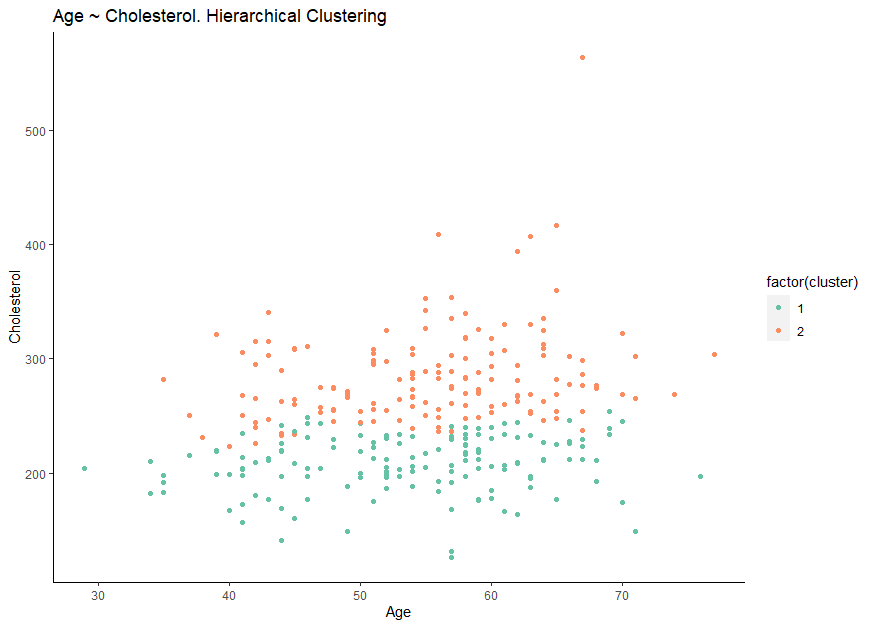 Age ~ Cholesterol. Hierarchical Clustering
Cholesterol
500
400
300
200
30 40 50 60 70
Age
factor(cluster)
1
2